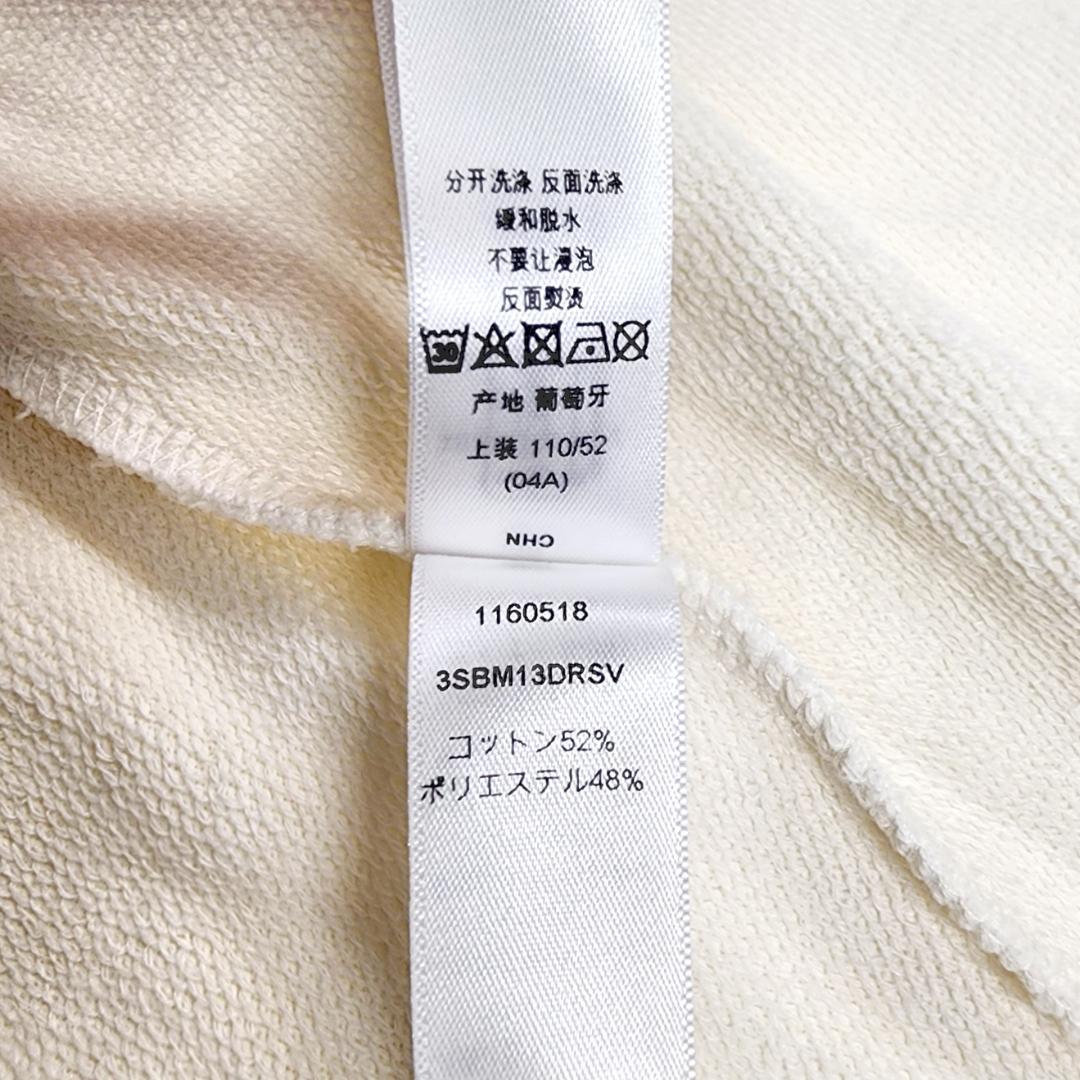 分开洗涤 反面洗涤
缓和脱水
不要让浸泡
反面熨烫
30
产地 葡萄牙
上装 110/52
(04A)
CHN
1160518
3SBM13DRSV
コットン52%
ポリエステル48%